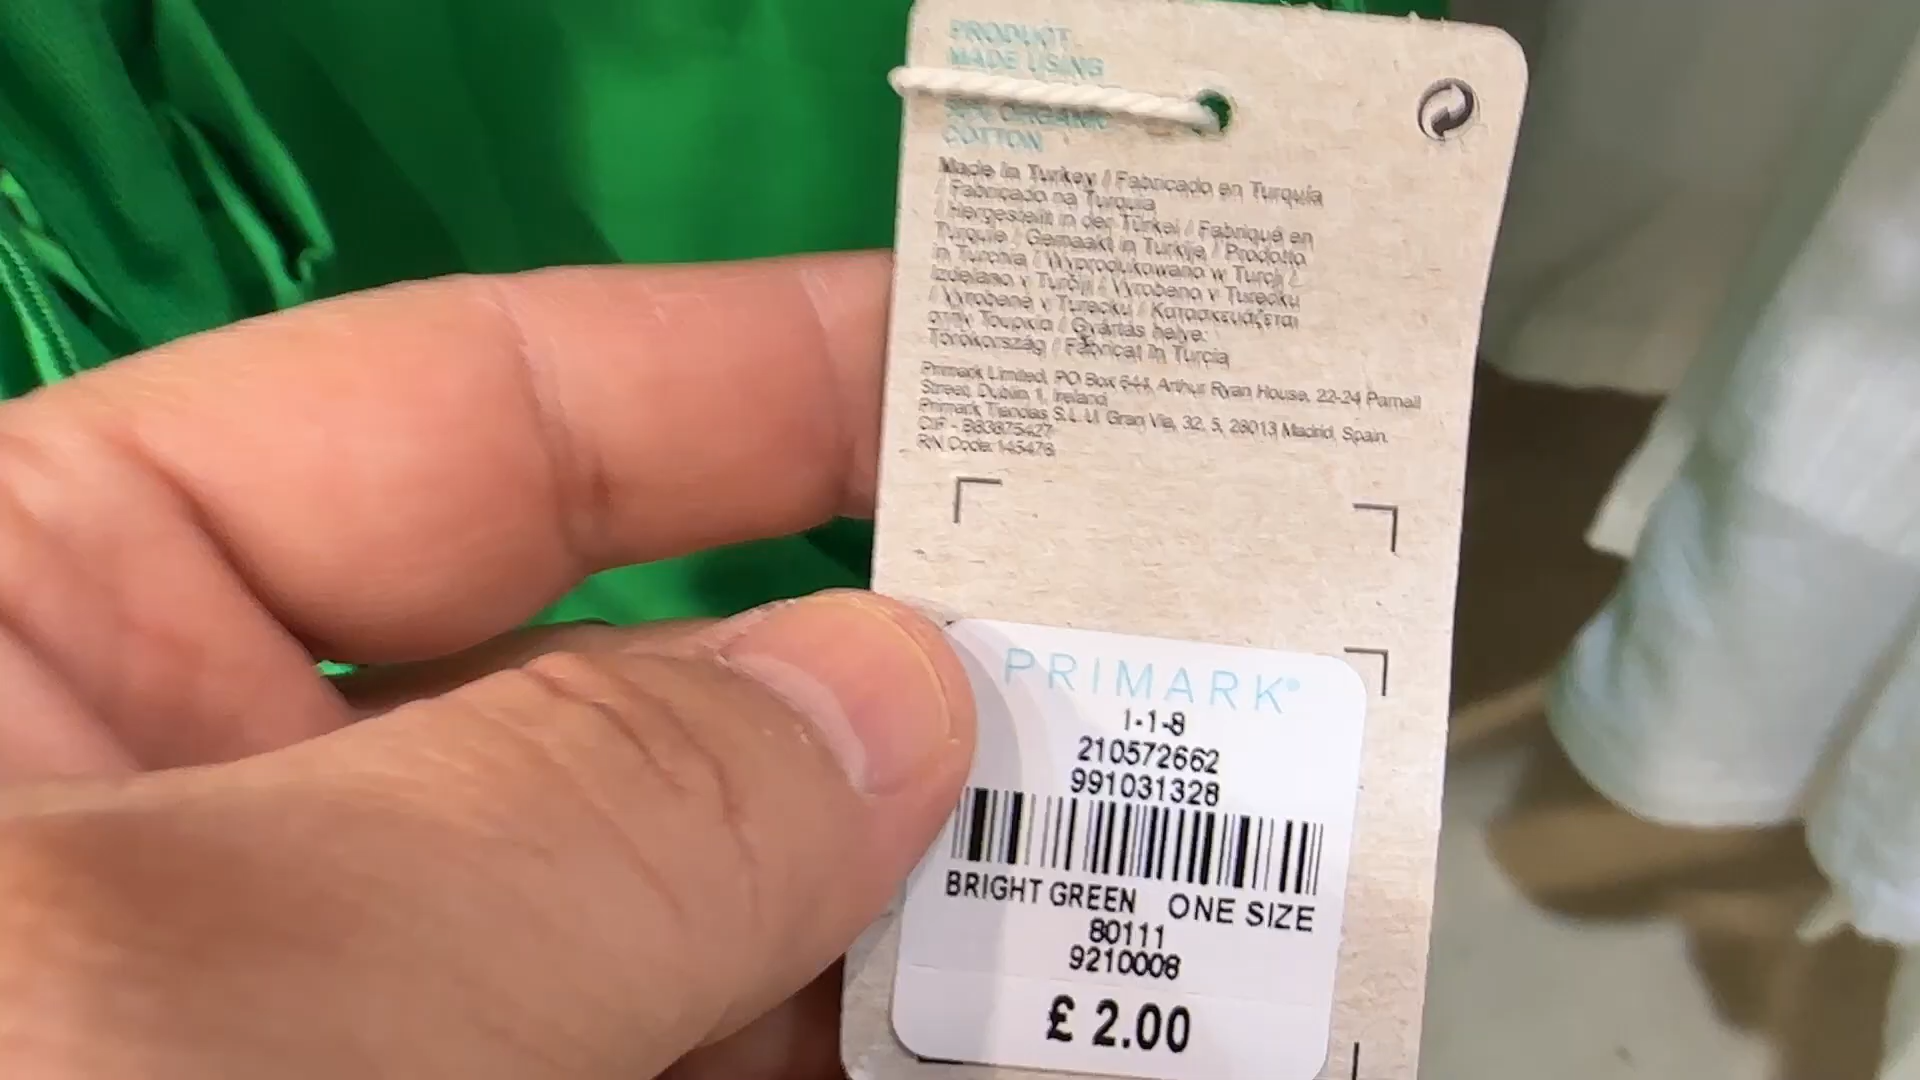 PRODUCT
MADE USING
ORGANIC
COTTON
Made in Turkey / Fabricado en Turquía
/ Fabricado na Turquia
/ Hergestellt in der Türkei / Fabriqué en
Turquie / Gemaakt in Turkije / Prodotto
in Turchia / Wyprodukowano w Turcji /
Izdelano v Turčiji / Vyrobeno v Turecku
/ Vyrobené v Turecku / Κατασκευάζεται
στην Τουρκία / Gyártás helye:
Törökország / Fabricat în Turcia
Primark Limited, PO Box 644, Arthur Ryan House, 22-24 Parnell
Street, Dublin 1, Ireland
Primark Tiendas S.L.U. Gran Via, 32, 5, 28013 Madrid, Spain.
CIF - B83875427
RN Code: 145476
PRIMARK®
1-1-8
210572662
991031328
BRIGHT GREEN ONE SIZE
80111
9210008
£ 2.00